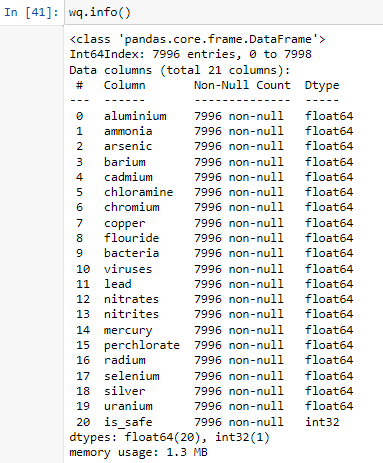 In [41]: wq.info()
<class 'pandas.core.frame.DataFrame'>
Int64Index: 7996 entries, 0 to 7998
Data columns (total 21 columns):
 #   Column       Non-Null Count  Dtype
---  ------       --------------  -----
 0   aluminium    7996 non-null   float64
 1   ammonia      7996 non-null   float64
 2   arsenic      7996 non-null   float64
 3   barium       7996 non-null   float64
 4   cadmium      7996 non-null   float64
 5   chloramine   7996 non-null   float64
 6   chromium     7996 non-null   float64
 7   copper       7996 non-null   float64
 8   flouride     7996 non-null   float64
 9   bacteria     7996 non-null   float64
 10  viruses      7996 non-null   float64
 11  lead         7996 non-null   float64
 12  nitrates     7996 non-null   float64
 13  nitrites     7996 non-null   float64
 14  mercury      7996 non-null   float64
 15  perchlorate  7996 non-null   float64
 16  radium       7996 non-null   float64
 17  selenium     7996 non-null   float64
 18  silver       7996 non-null   float64
 19  uranium      7996 non-null   float64
 20  is_safe      7996 non-null   int32
dtypes: float64(20), int32(1)
memory usage: 1.3 MB